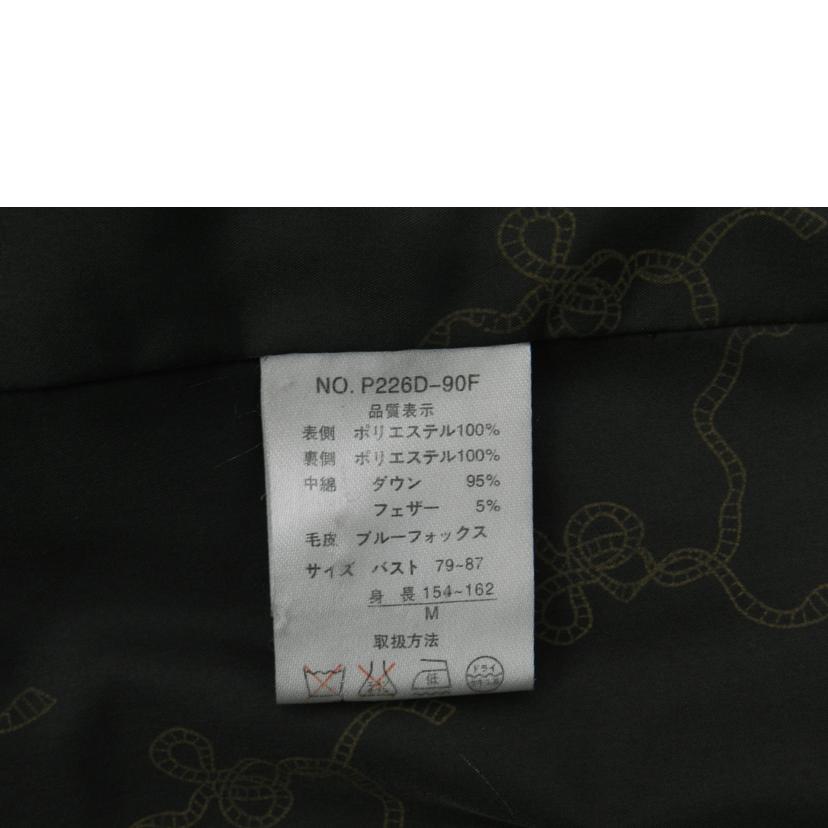 NO. P226D-90F
品質表示
表側 ポリエステル100%
裏側 ポリエステル100%
中綿 ダウン 95%
フェザー 5%
毛皮 ブルーフォックス
サイズ バスト 79~87
身 長 154~162
M
取扱方法
低 ドライ